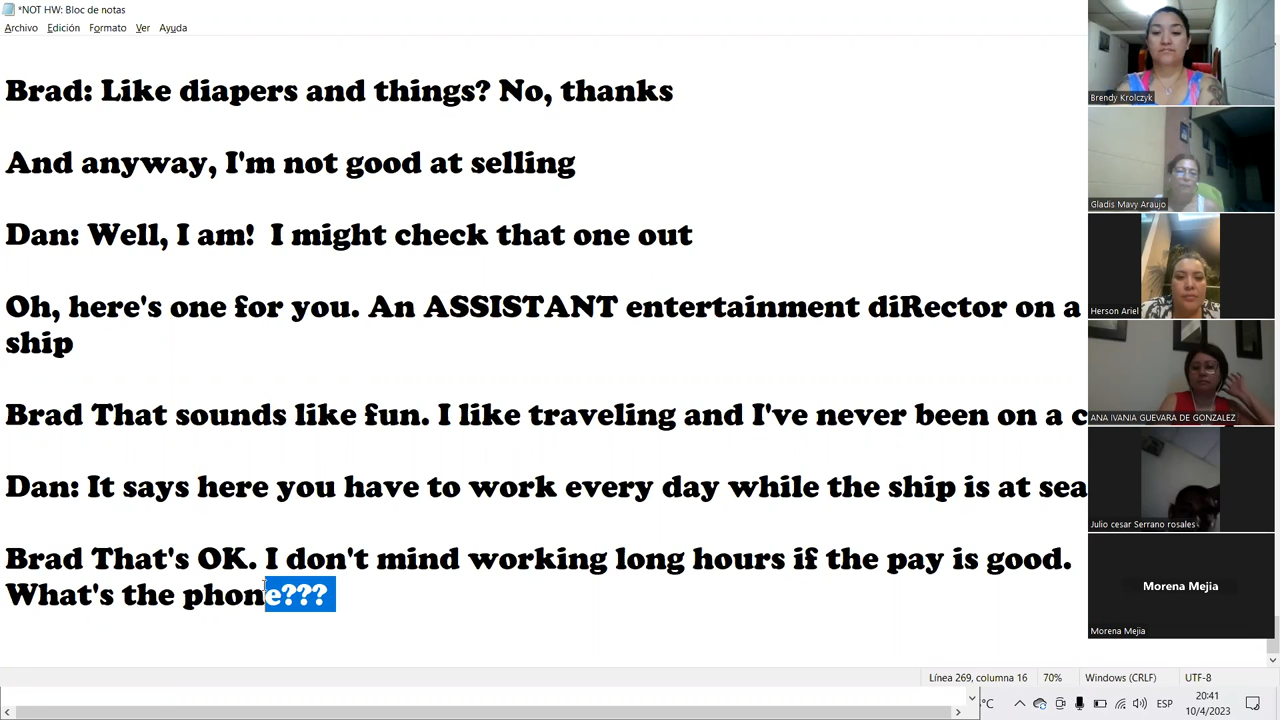 *NOT HW: Bloc de notas
Archivo Edición Formato Ver Ayuda
Brad: Like diapers and things? No, thanks
And anyway, I'm not good at selling
Dan: Well, I am!  I might check that one out
Oh, here's one for you. An ASSISTANT entertainment diRector on a
ship
Brad That sounds like fun. I like traveling and I've never been on a c
Dan: It says here you have to work every day while the ship is at sea
Brad That's OK. I don't mind working long hours if the pay is good.
What's the phone???
Brendy Krolczyk
Gladis Mavy Araujo
Herson Ariel
ANA IVANIA GUEVARA DE GONZALEZ
Julio cesar Serrano rosales
Morena Mejia
Morena Mejia
Línea 269, columna 16 70% Windows (CRLF) UTF-8
°C ESP 20:41
10/4/2023